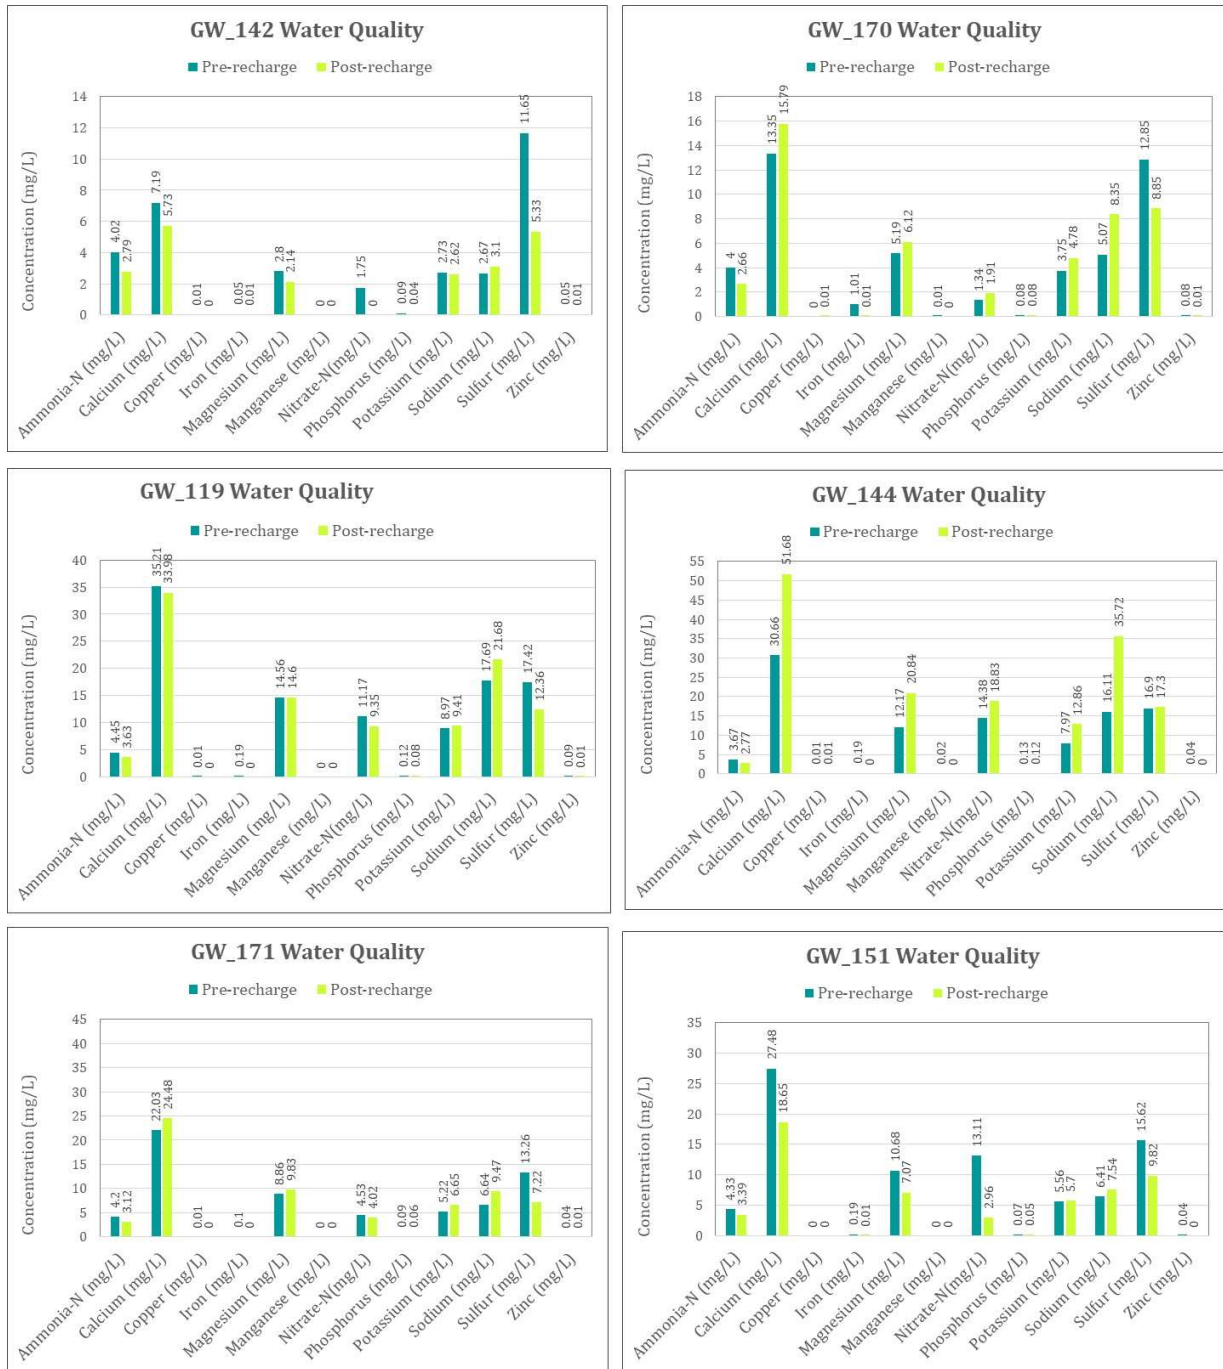 GW_142 Water Quality
Pre-recharge Post-recharge
Concentration (mg/L)
14
12
10
8
6
4
2
0
4.02 2.79 7.19 5.73 0.01 0 0.05 0.01 2.8 2.14 0 0 1.75 0 0.09 0.04 2.73 2.62 2.67 3.1 11.65 5.33 0.05 0.01
Ammonia-N (mg/L)
Calcium (mg/L)
Copper (mg/L)
Iron (mg/L)
Magnesium (mg/L)
Manganese (mg/L)
Nitrate-N(mg/L)
Phosphorus (mg/L)
Potassium (mg/L)
Sodium (mg/L)
Sulfur (mg/L)
Zinc (mg/L)
GW_170 Water Quality
Pre-recharge Post-recharge
Concentration (mg/L)
18
16
14
12
10
8
6
4
2
0
4 2.66 13.35 15.79 0 0.01 1.01 0.01 5.19 6.12 0.01 0 1.34 1.91 0.08 0.08 3.75 4.78 5.07 8.35 12.85 8.85 0.08 0.01
Ammonia-N (mg/L)
Calcium (mg/L)
Copper (mg/L)
Iron (mg/L)
Magnesium (mg/L)
Manganese (mg/L)
Nitrate-N(mg/L)
Phosphorus (mg/L)
Potassium (mg/L)
Sodium (mg/L)
Sulfur (mg/L)
Zinc (mg/L)
GW_119 Water Quality
Pre-recharge Post-recharge
Concentration (mg/L)
40
35
30
25
20
15
10
5
0
4.45 3.63 35.21 33.98 0.01 0 0.19 0 14.56 14.6 0 0 11.17 9.35 0.12 0.08 8.97 9.41 17.69 21.68 17.42 12.36 0.09 0.01
Ammonia-N (mg/L)
Calcium (mg/L)
Copper (mg/L)
Iron (mg/L)
Magnesium (mg/L)
Manganese (mg/L)
Nitrate-N(mg/L)
Phosphorus (mg/L)
Potassium (mg/L)
Sodium (mg/L)
Sulfur (mg/L)
Zinc (mg/L)
GW_144 Water Quality
Pre-recharge Post-recharge
Concentration (mg/L)
55
50
45
40
35
30
25
20
15
10
5
0
3.67 2.77 30.66 51.68 0.01 0.01 0.19 0 12.17 20.84 0.02 0 14.38 18.83 0.13 0.12 7.97 12.86 16.11 35.72 16.9 17.3 0.04 0
Ammonia-N (mg/L)
Calcium (mg/L)
Copper (mg/L)
Iron (mg/L)
Magnesium (mg/L)
Manganese (mg/L)
Nitrate-N(mg/L)
Phosphorus (mg/L)
Potassium (mg/L)
Sodium (mg/L)
Sulfur (mg/L)
Zinc (mg/L)
GW_171 Water Quality
Pre-recharge Post-recharge
Concentration (mg/L)
45
40
35
30
25
20
15
10
5
0
4.2 3.12 22.03 24.48 0.01 0 0.1 0 8.86 9.83 0 0 4.53 4.02 0.09 0.06 5.22 6.65 6.64 9.47 13.26 7.22 0.04 0.01
Ammonia-N (mg/L)
Calcium (mg/L)
Copper (mg/L)
Iron (mg/L)
Magnesium (mg/L)
Manganese (mg/L)
Nitrate-N(mg/L)
Phosphorus (mg/L)
Potassium (mg/L)
Sodium (mg/L)
Sulfur (mg/L)
Zinc (mg/L)
GW_151 Water Quality
Pre-recharge Post-recharge
Concentration (mg/L)
35
30
25
20
15
10
5
0
4.33 3.39 27.48 18.65 0 0 0.19 0.01 10.68 7.07 0 0 13.11 2.96 0.07 0.05 5.56 5.7 6.41 7.54 15.62 9.82 0.04 0
Ammonia-N (mg/L)
Calcium (mg/L)
Copper (mg/L)
Iron (mg/L)
Magnesium (mg/L)
Manganese (mg/L)
Nitrate-N(mg/L)
Phosphorus (mg/L)
Potassium (mg/L)
Sodium (mg/L)
Sulfur (mg/L)
Zinc (mg/L)